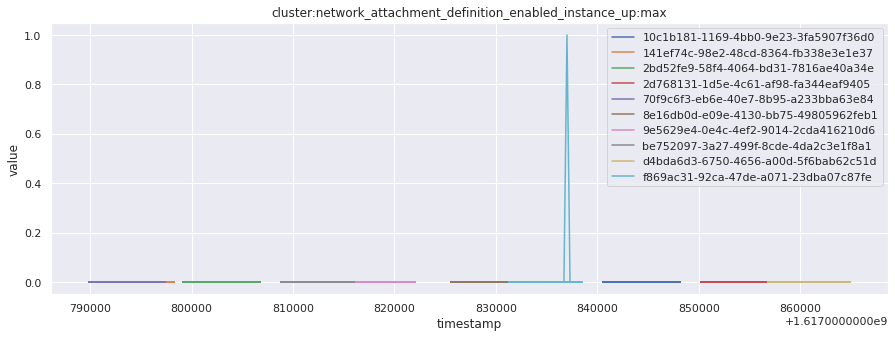 cluster:network_attachment_definition_enabled_instance_up:max
10c1b181-1169-4bb0-9e23-3fa5907f36d0
141ef74c-98e2-48cd-8364-fb338e3e1e37
2bd52fe9-58f4-4064-bd31-7816ae40a34e
2d768131-1d5e-4c61-af98-fa344eaf9405
70f9c6f3-eb6e-40e7-8b95-a233bba63e84
8e16db0d-e09e-4130-bb75-49805962feb1
9e5629e4-0e4c-4ef2-9014-2cda416210d6
be752097-3a27-499f-8cde-4da2c3e1f8a1
d4bda6d3-6750-4656-a00d-5f6bab62c51d
f869ac31-92ca-47de-a071-23dba07c87fe
1.0
0.8
0.6
0.4
0.2
0.0
value
790000 800000 810000 820000 830000 840000 850000 860000
timestamp
+1.6170000000e9